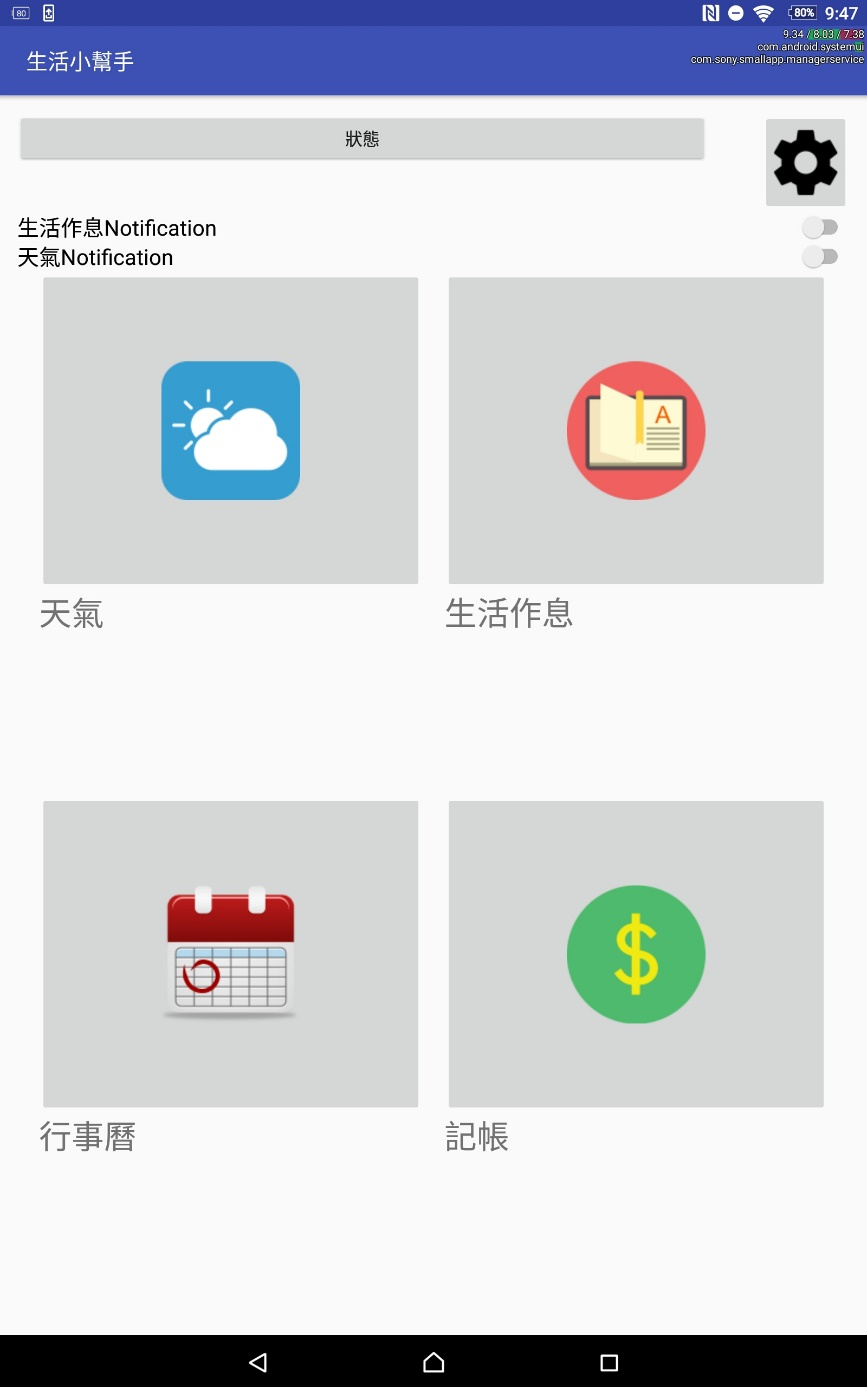 80
80% 9:47
9.34 / 8.03 / 7.38
com.android.systemui
com.sony.smallapp.managerservice
生活小幫手
狀態
生活作息Notification
天氣Notification
A
天氣
生活作息
$
行事曆
記帳